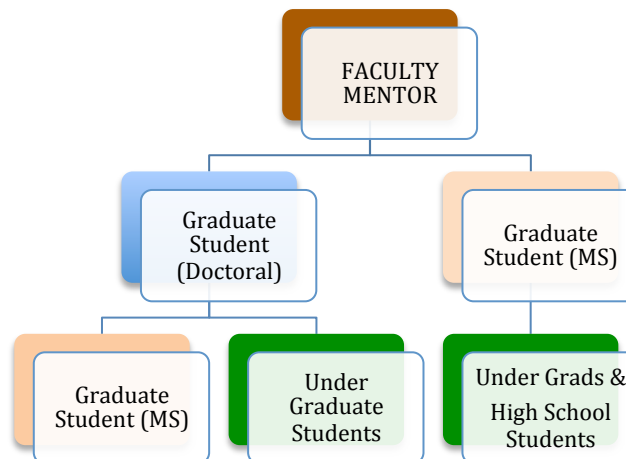 FACULTY
MENTOR
Graduate
Student
(Doctoral)
Graduate
Student (MS)
Graduate
Student (MS)
Under
Graduate
Students
Under Grads &
High School
Students